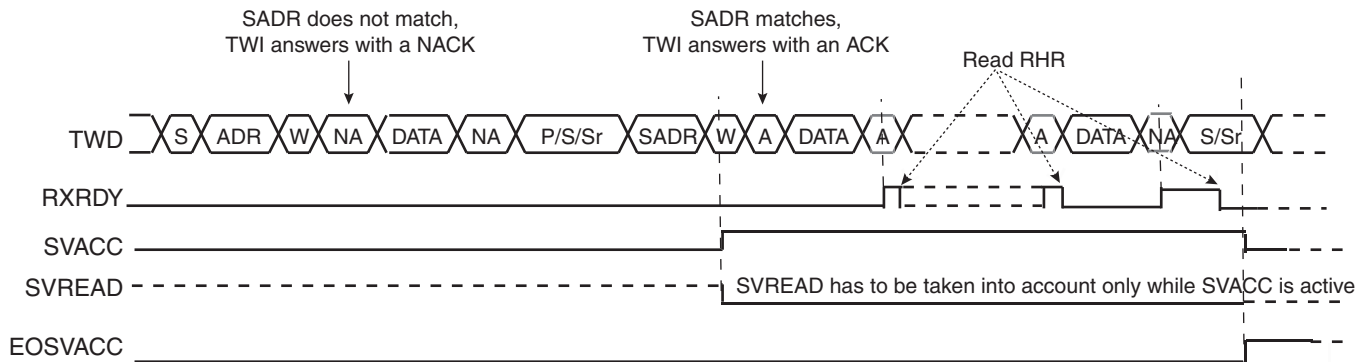 SADR does not match,
TWI answers with a NACK
SADR matches,
TWI answers with an ACK
Read RHR
TWD S ADR W NA DATA NA P/S/Sr SADR W A DATA A A DATA NA S/Sr
RXRDY
SVACC
SVREAD SVREAD has to be taken into account only while SVACC is active
EOSVACC